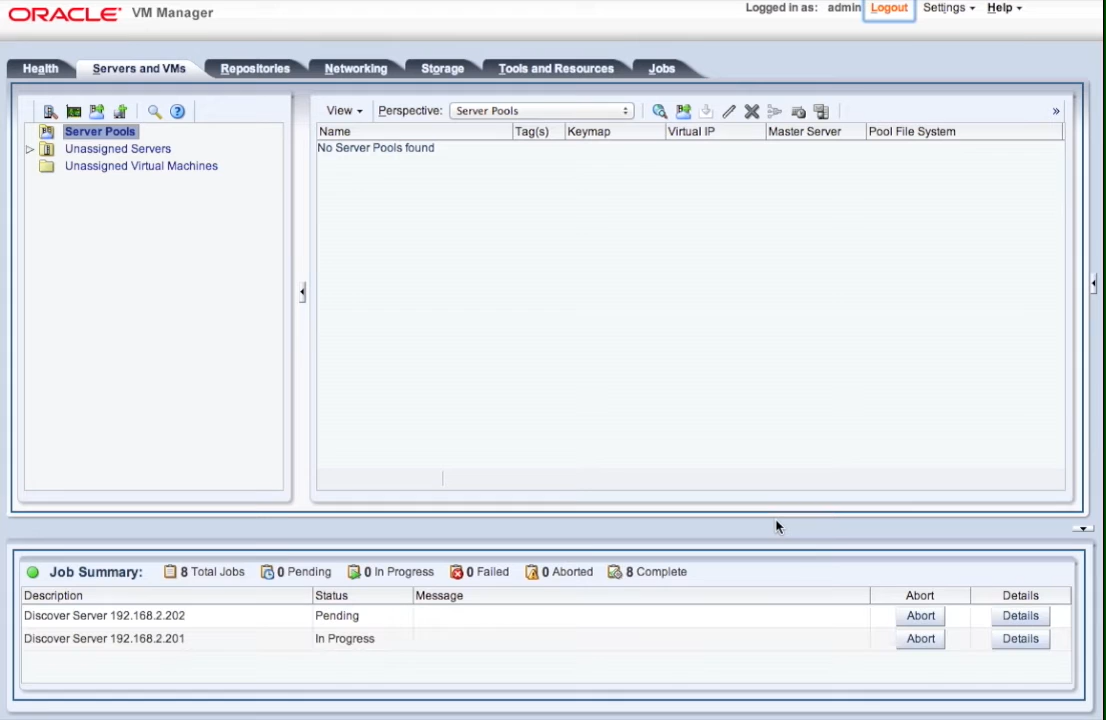 ORACLE VM Manager Logged in as: admin Logout Settings Help
Health Servers and VMs Repositories Networking Storage Tools and Resources Jobs
View Perspective: Server Pools »
Server Pools
Unassigned Servers
Unassigned Virtual Machines
Name Tag(s) Keymap Virtual IP Master Server Pool File System
No Server Pools found
Job Summary: 8 Total Jobs 0 Pending 0 In Progress 0 Failed 0 Aborted 8 Complete
Description Status Message Abort Details
Discover Server 192.168.2.202 Pending Abort Details
Discover Server 192.168.2.201 In Progress Abort Details